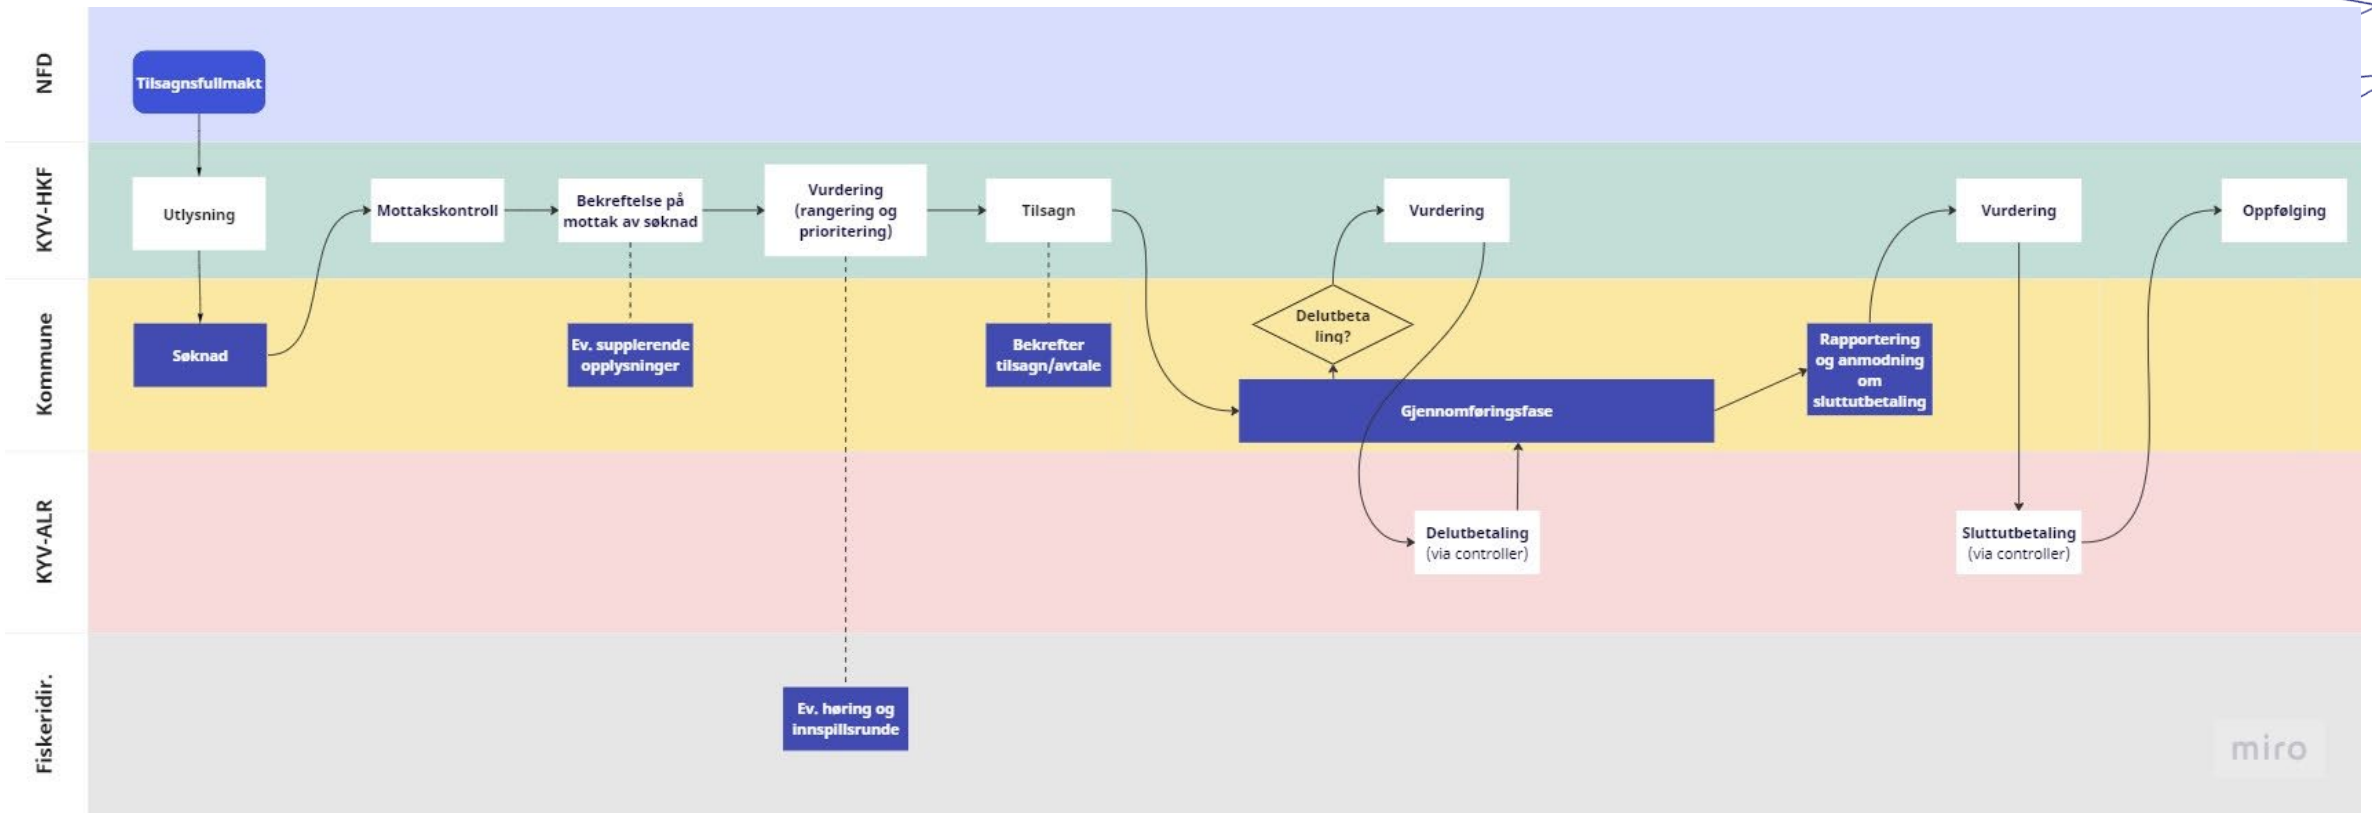 NFD
Tilsagnsfullmakt
KYV-HKF
Utlysning
Mottakskontroll
Bekreftelse på
mottak av søknad
Vurdering
(rangering og
prioritering)
Tilsagn
Vurdering
Vurdering
Oppfølging
Kommune
Søknad
Ev. supplerende
opplysninger
Bekrefter
tilsagn/avtale
Delutbeta
ling?
Gjennomføringsfase
Rapportering
og anmodning
om
sluttutbetaling
KYV-ALR
Delutbetaling
(via controller)
Sluttutbetaling
(via controller)
Fiskeridir.
Ev. høring og
innspillsrunde
miro